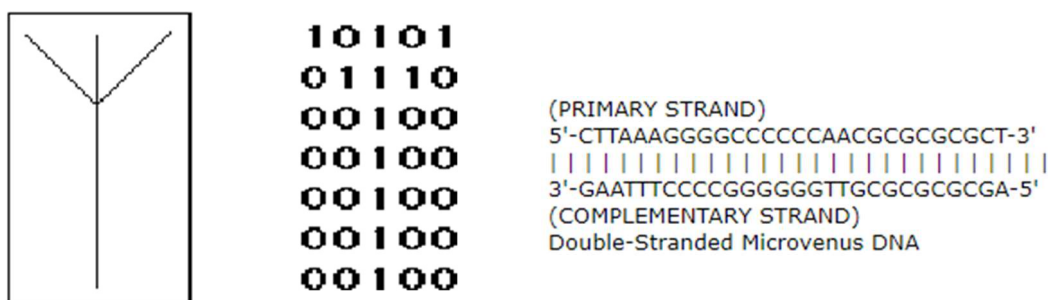 10101
01110
00100
00100
00100
00100
00100
(PRIMARY STRAND)
5'-CTTAAAGGGGCCCCCCAACGCGCGCGCT-3'
| | | | | | | | | | | | | | | | | | | | | | | | | | | |
3'-GAATTTCCCCGGGGGGTTGCGCGCGCGA-5'
(COMPLEMENTARY STRAND)
Double-Stranded Microvenus DNA